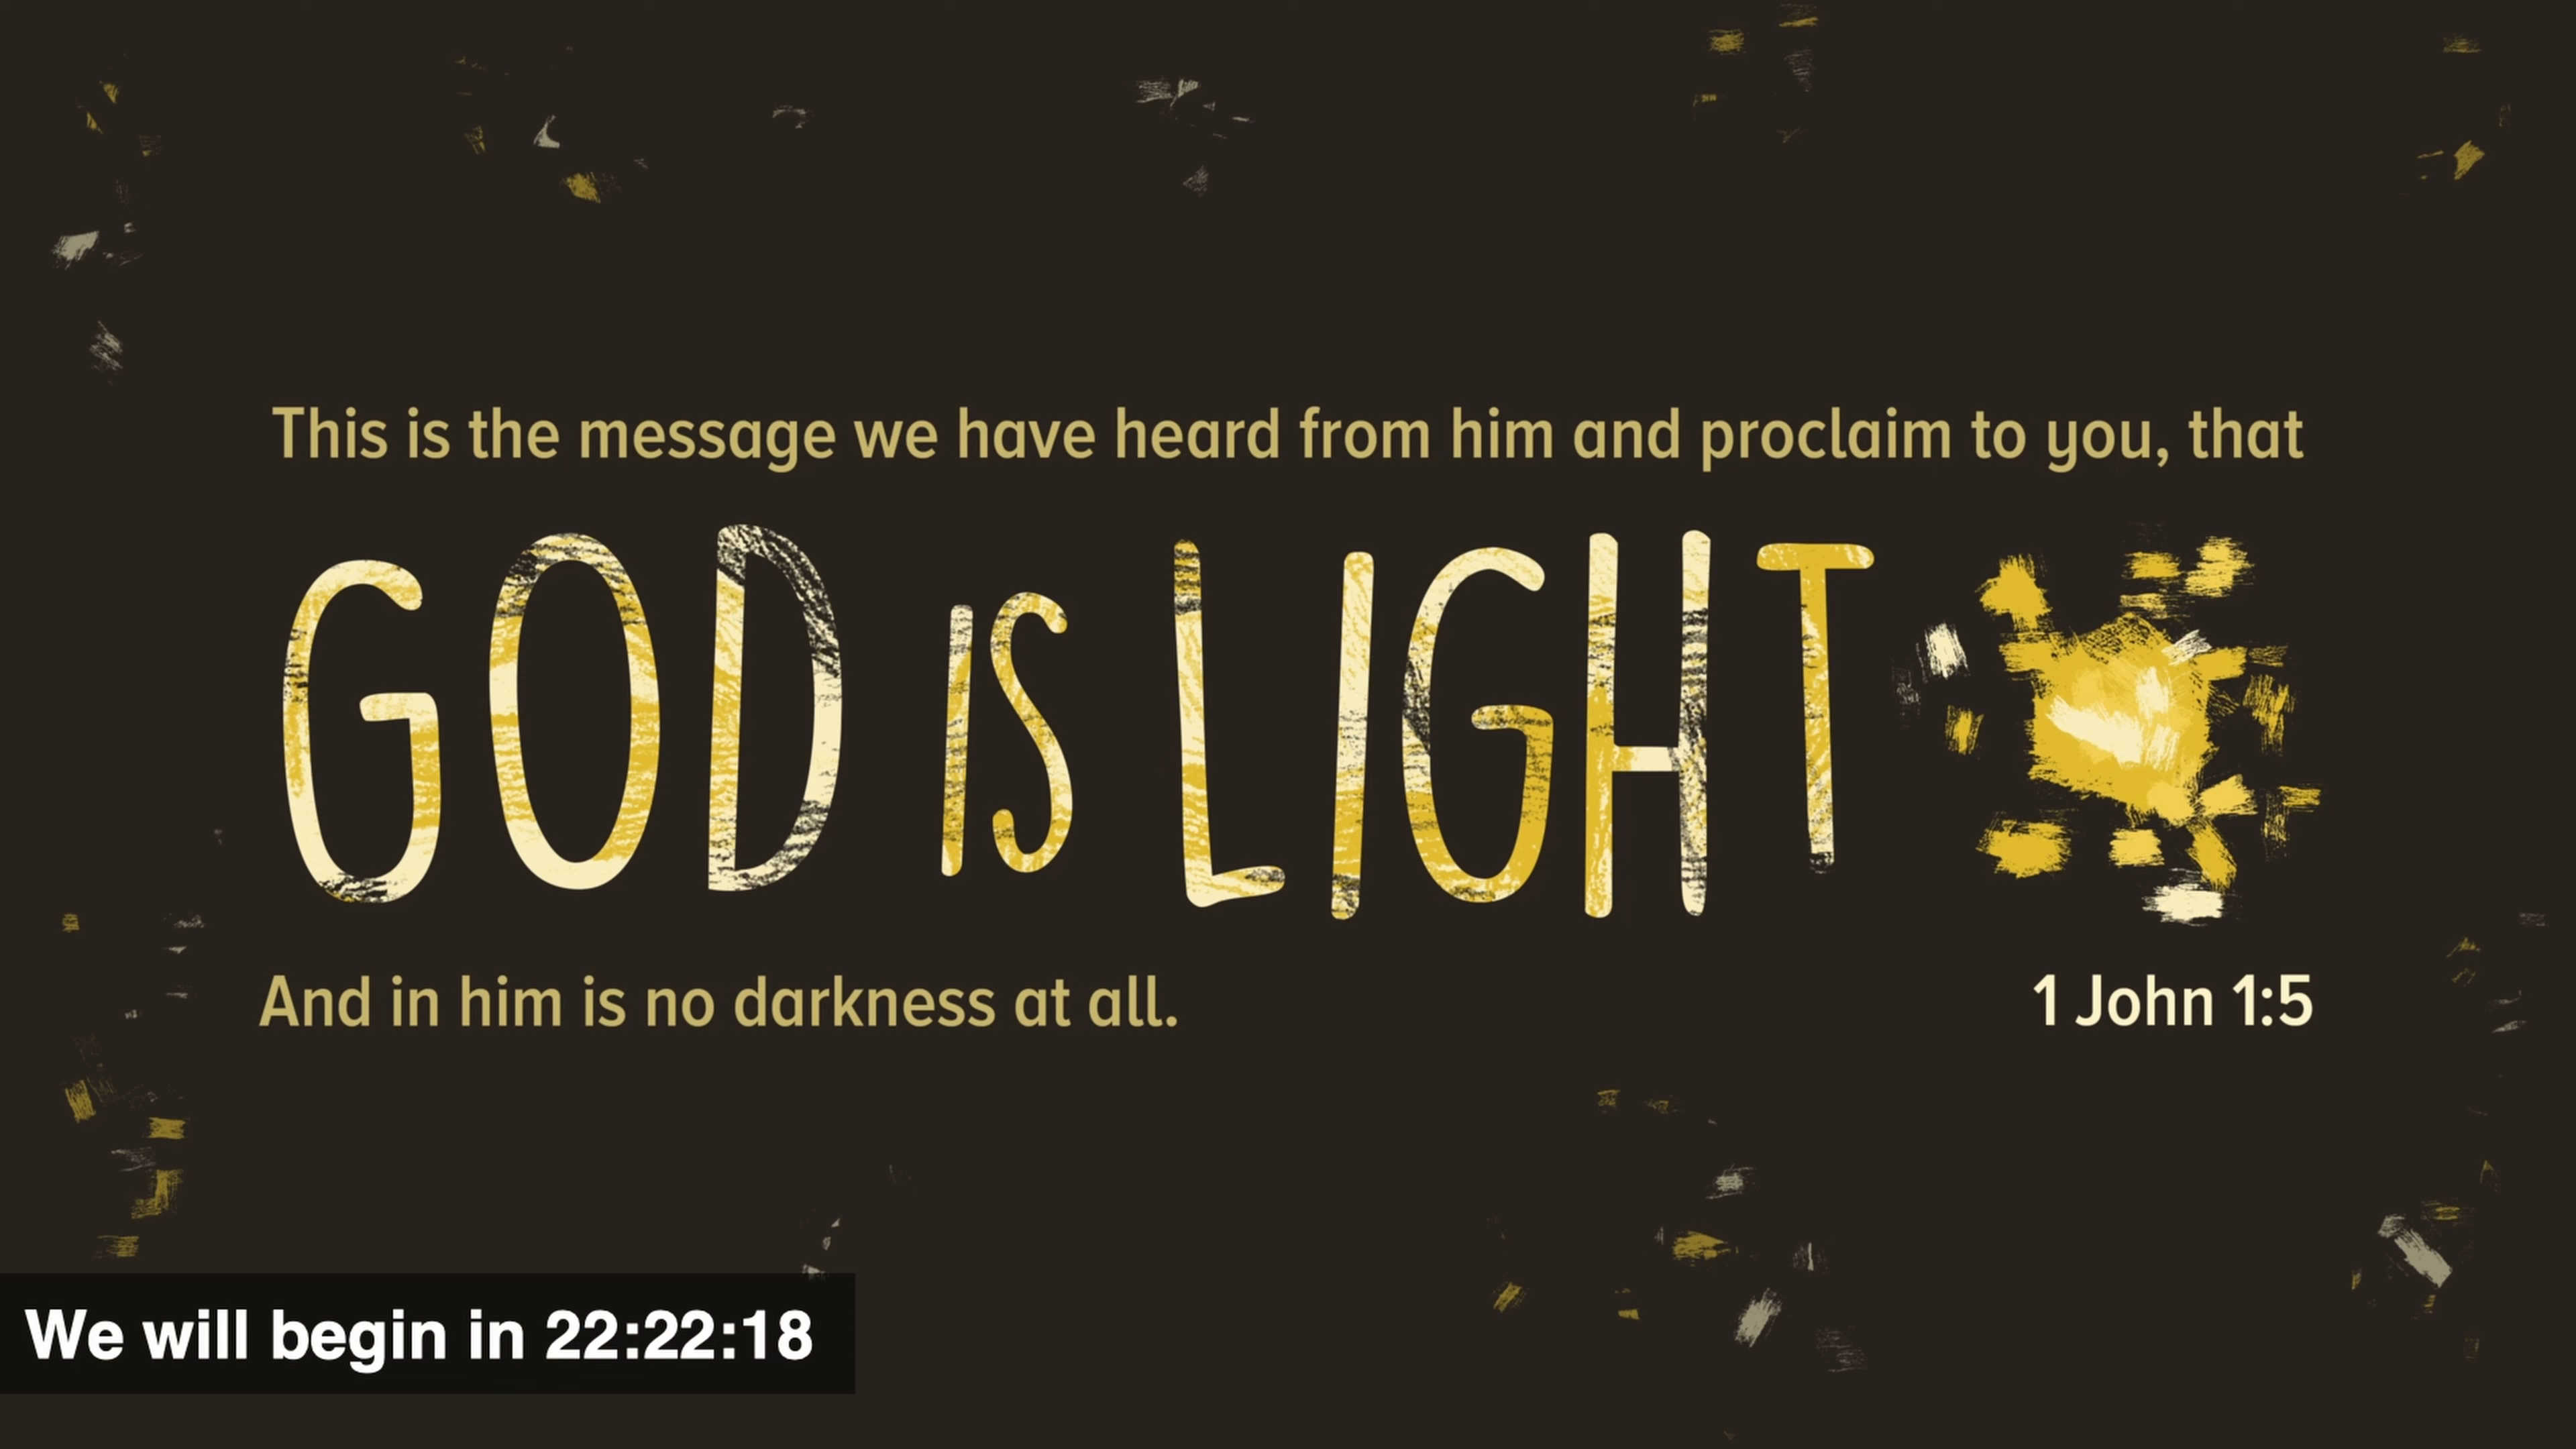 This is the message we have heard from him and proclaim to you, that
GOD IS LIGHT
And in him is no darkness at all.
1 John 1:5
We will begin in 22:22:18